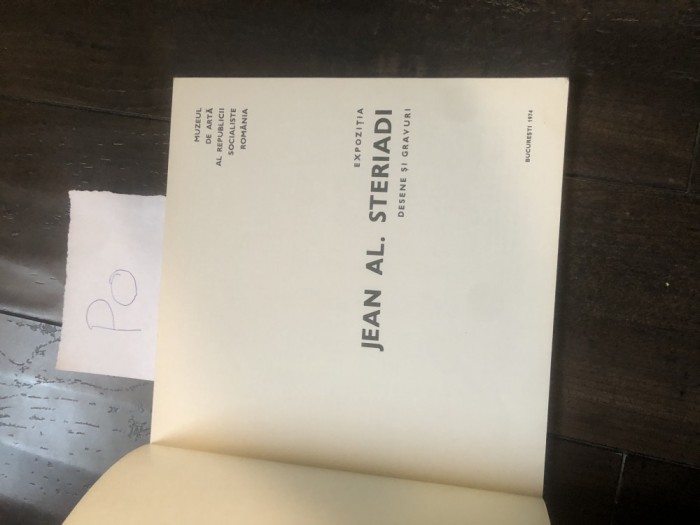 MUZEUL
DE ARTĂ
AL REPUBLICII
SOCIALISTE
ROMÂNIA
EXPOZIȚIA
JEAN AL. STERIADI
DESENE ȘI GRAVURI
BUCUREȘTI 1974
PO